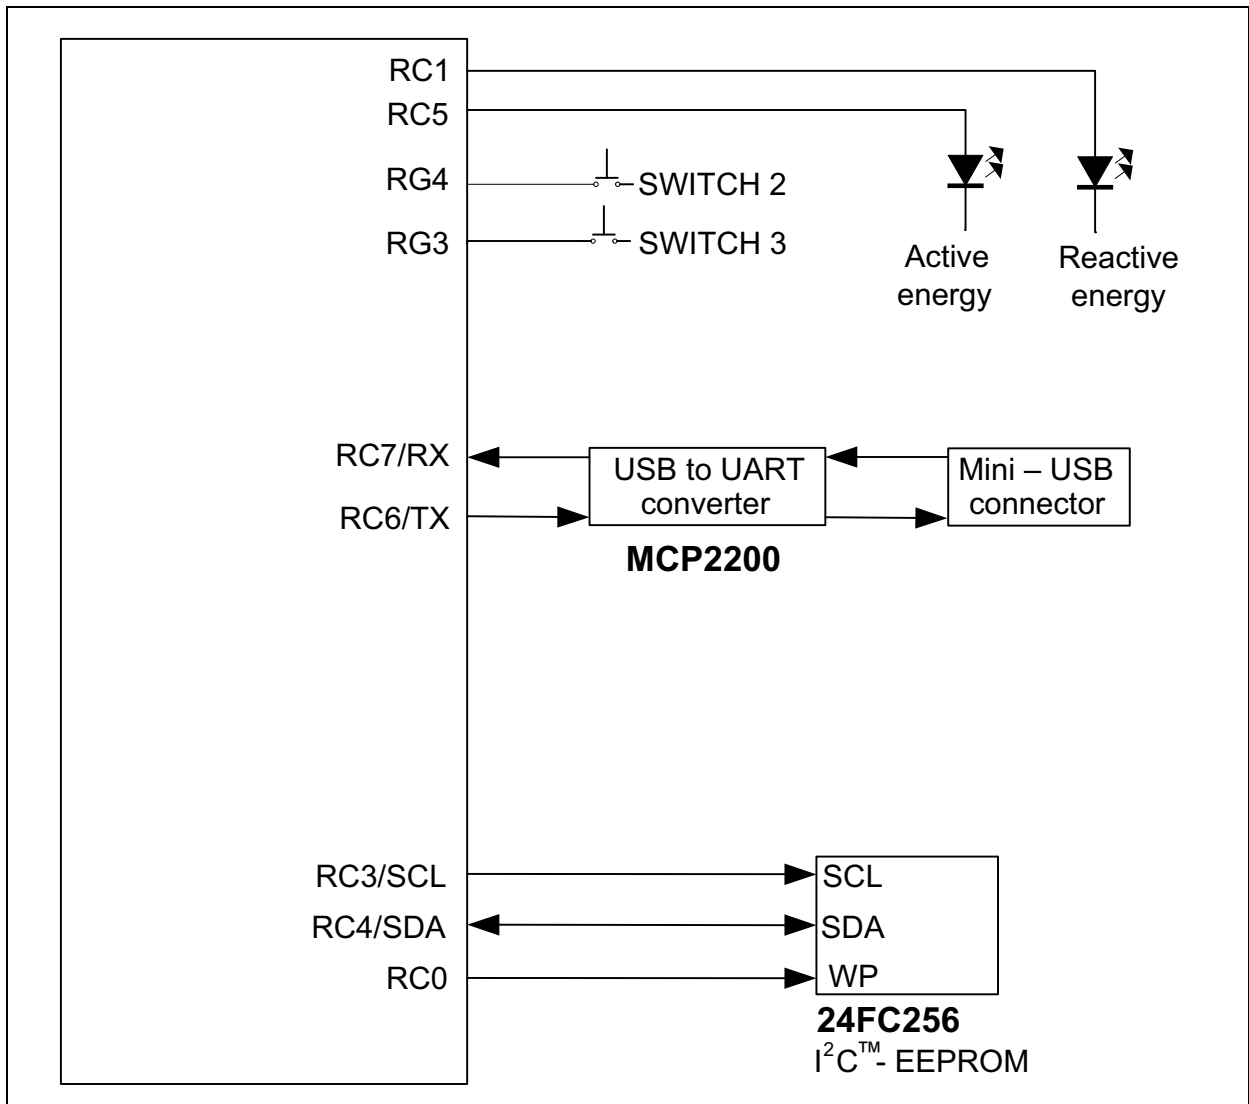 RC1
RC5
RG4
SWITCH 2
RG3
SWITCH 3
Active
energy
Reactive
energy
RC7/RX
RC6/TX
USB to UART
converter
MCP2200
Mini – USB
connector
RC3/SCL
RC4/SDA
RC0
SCL
SDA
WP
24FC256
I²C™- EEPROM